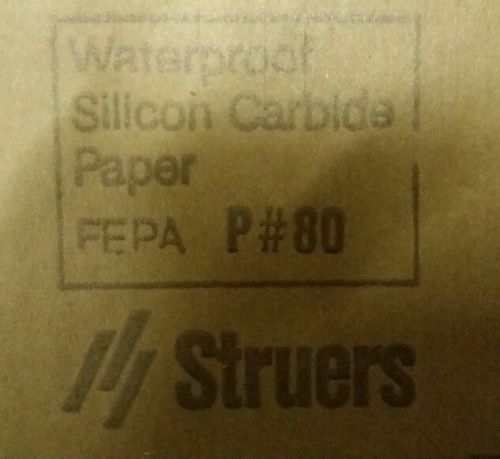 Waterproof
Silicon Carbide
Paper
FEPA P#80
Struers